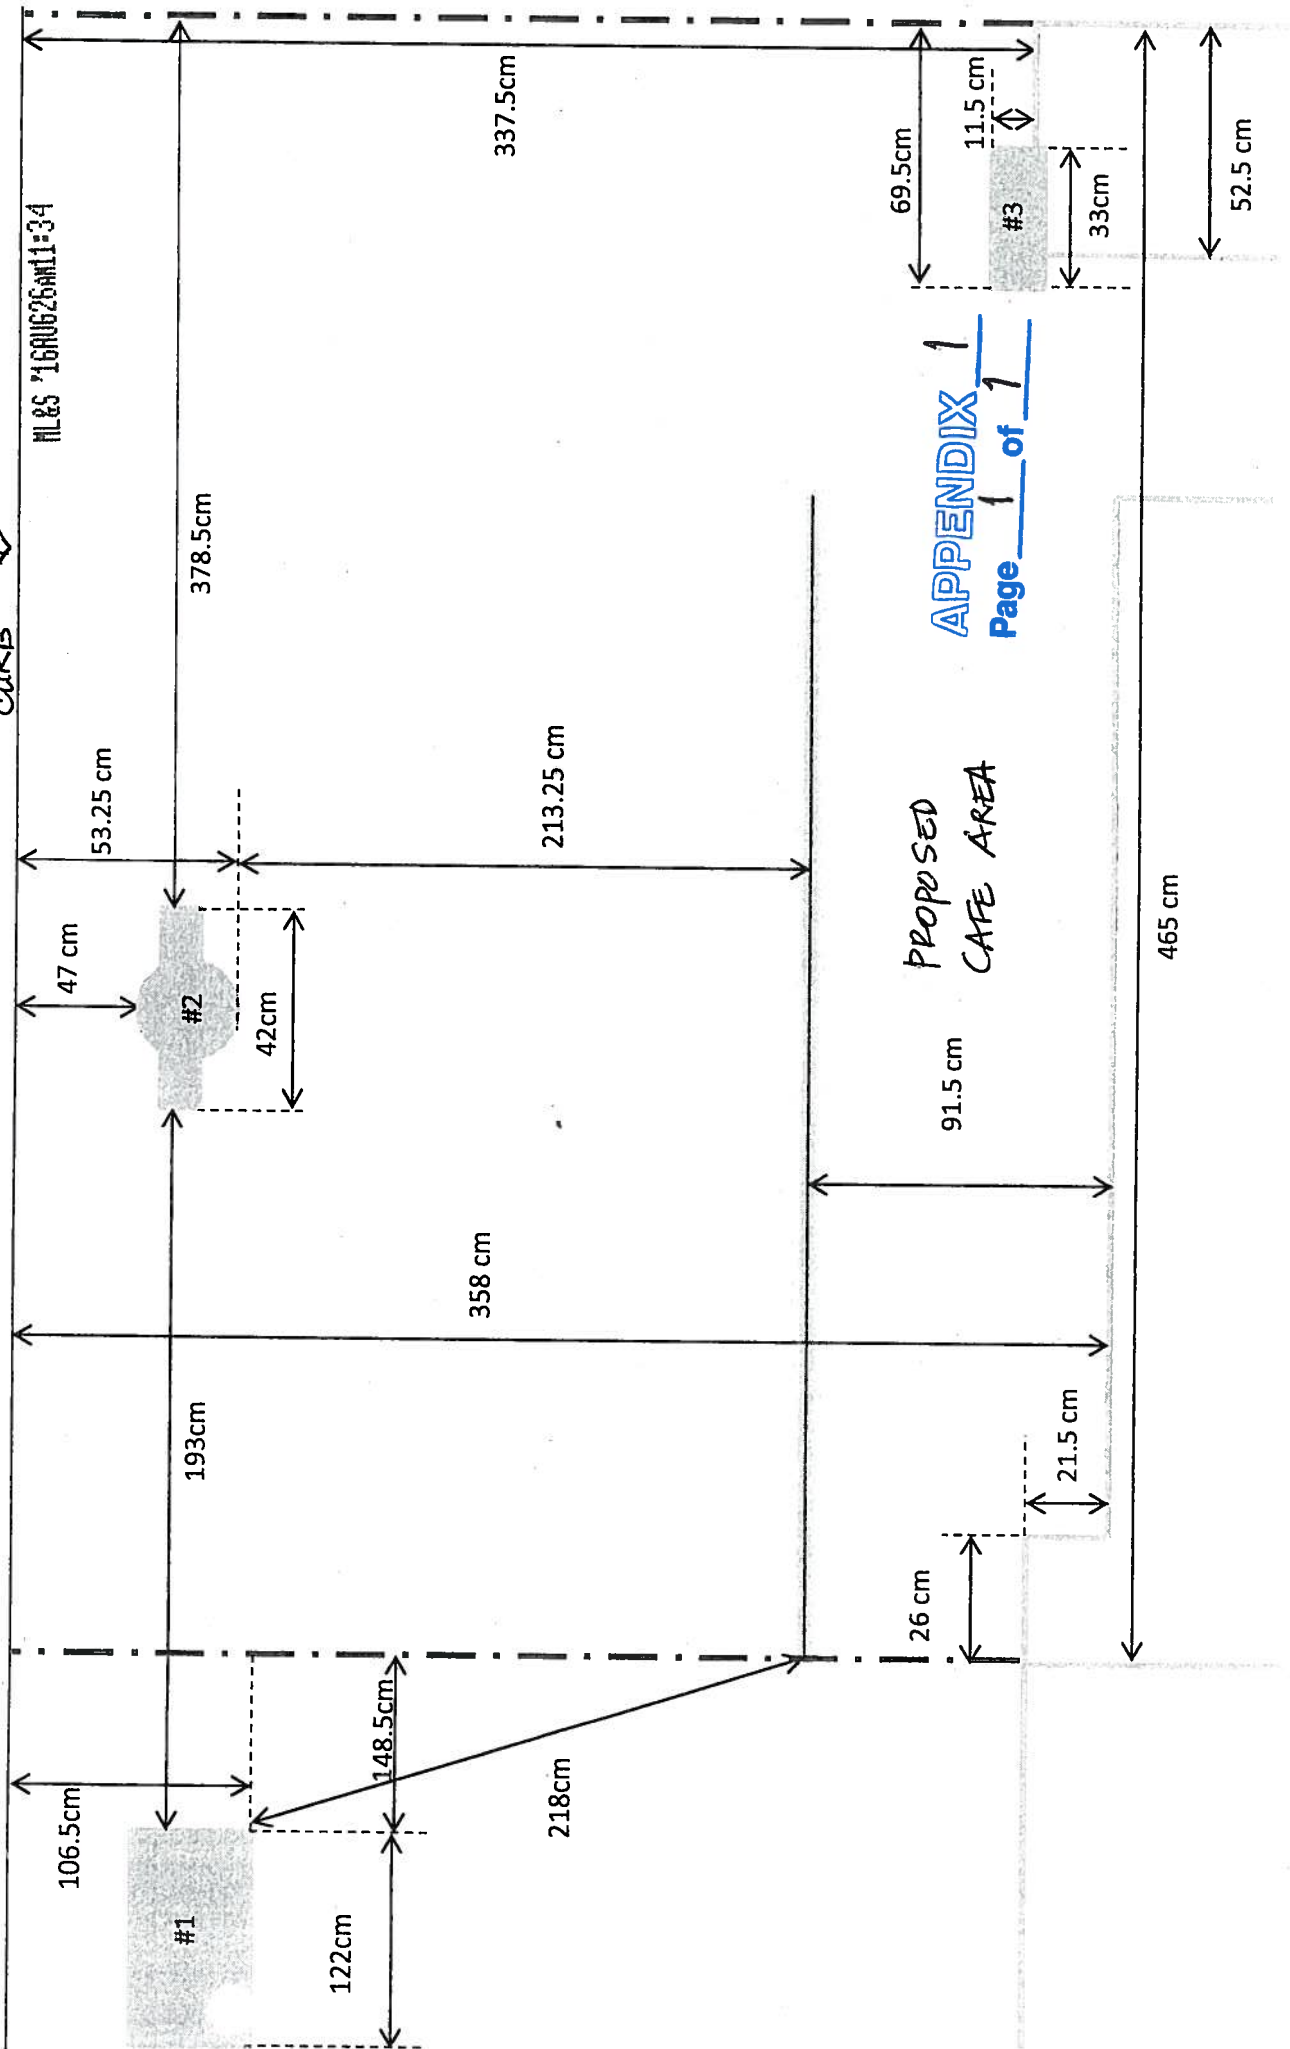 CURB
ML&S '16AUG26AM11:34
106.5cm
#1
122cm
148.5cm
218cm
193cm
47 cm
53.25 cm
#2
42cm
378.5cm
213.25 cm
358 cm
337.5cm
26 cm
21.5 cm
91.5 cm
PROPOSED
CAFE AREA
APPENDIX 1
Page 1 of 1
69.5cm
11.5 cm
#3
33cm
465 cm
52.5 cm